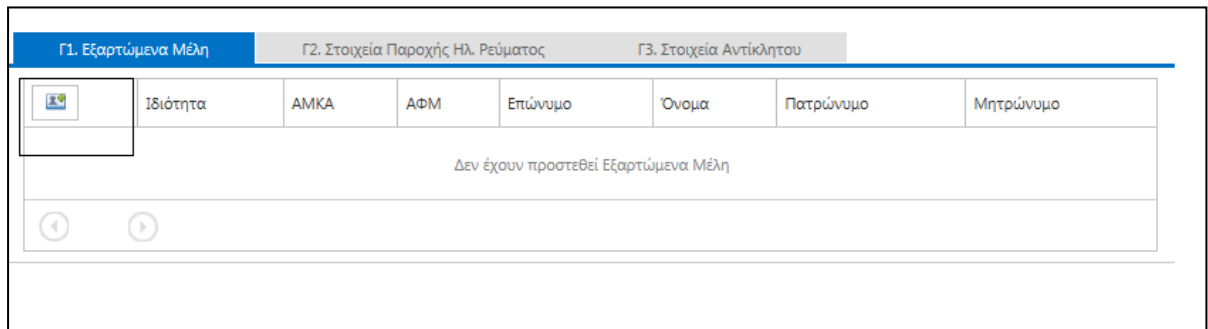 Γ1. Εξαρτώμενα Μέλη Γ2. Στοιχεία Παροχής Ηλ. Ρεύματος Γ3. Στοιχεία Αντίκλητου
Ιδιότητα ΑΜΚΑ ΑΦΜ Επώνυμο Όνομα Πατρώνυμο Μητρώνυμο
Δεν έχουν προστεθεί Εξαρτώμενα Μέλη